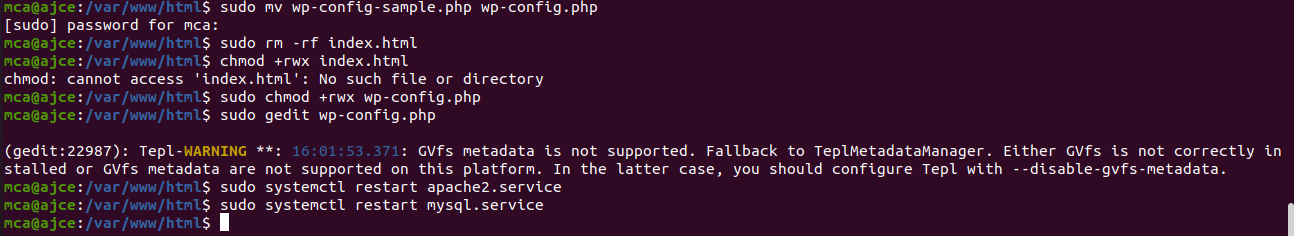 mca@ajce:/var/www/html$ sudo mv wp-config-sample.php wp-config.php
[sudo] password for mca:
mca@ajce:/var/www/html$ sudo rm -rf index.html
mca@ajce:/var/www/html$ chmod +rwx index.html
chmod: cannot access 'index.html': No such file or directory
mca@ajce:/var/www/html$ sudo chmod +rwx wp-config.php
mca@ajce:/var/www/html$ sudo gedit wp-config.php
(gedit:22987): Tepl-WARNING **: 16:01:53.371: GVfs metadata is not supported. Fallback to TeplMetadataManager. Either GVfs is not correctly in
stalled or GVfs metadata are not supported on this platform. In the latter case, you should configure Tepl with --disable-gvfs-metadata.
mca@ajce:/var/www/html$ sudo systemctl restart apache2.service
mca@ajce:/var/www/html$ sudo systemctl restart mysql.service
mca@ajce:/var/www/html$